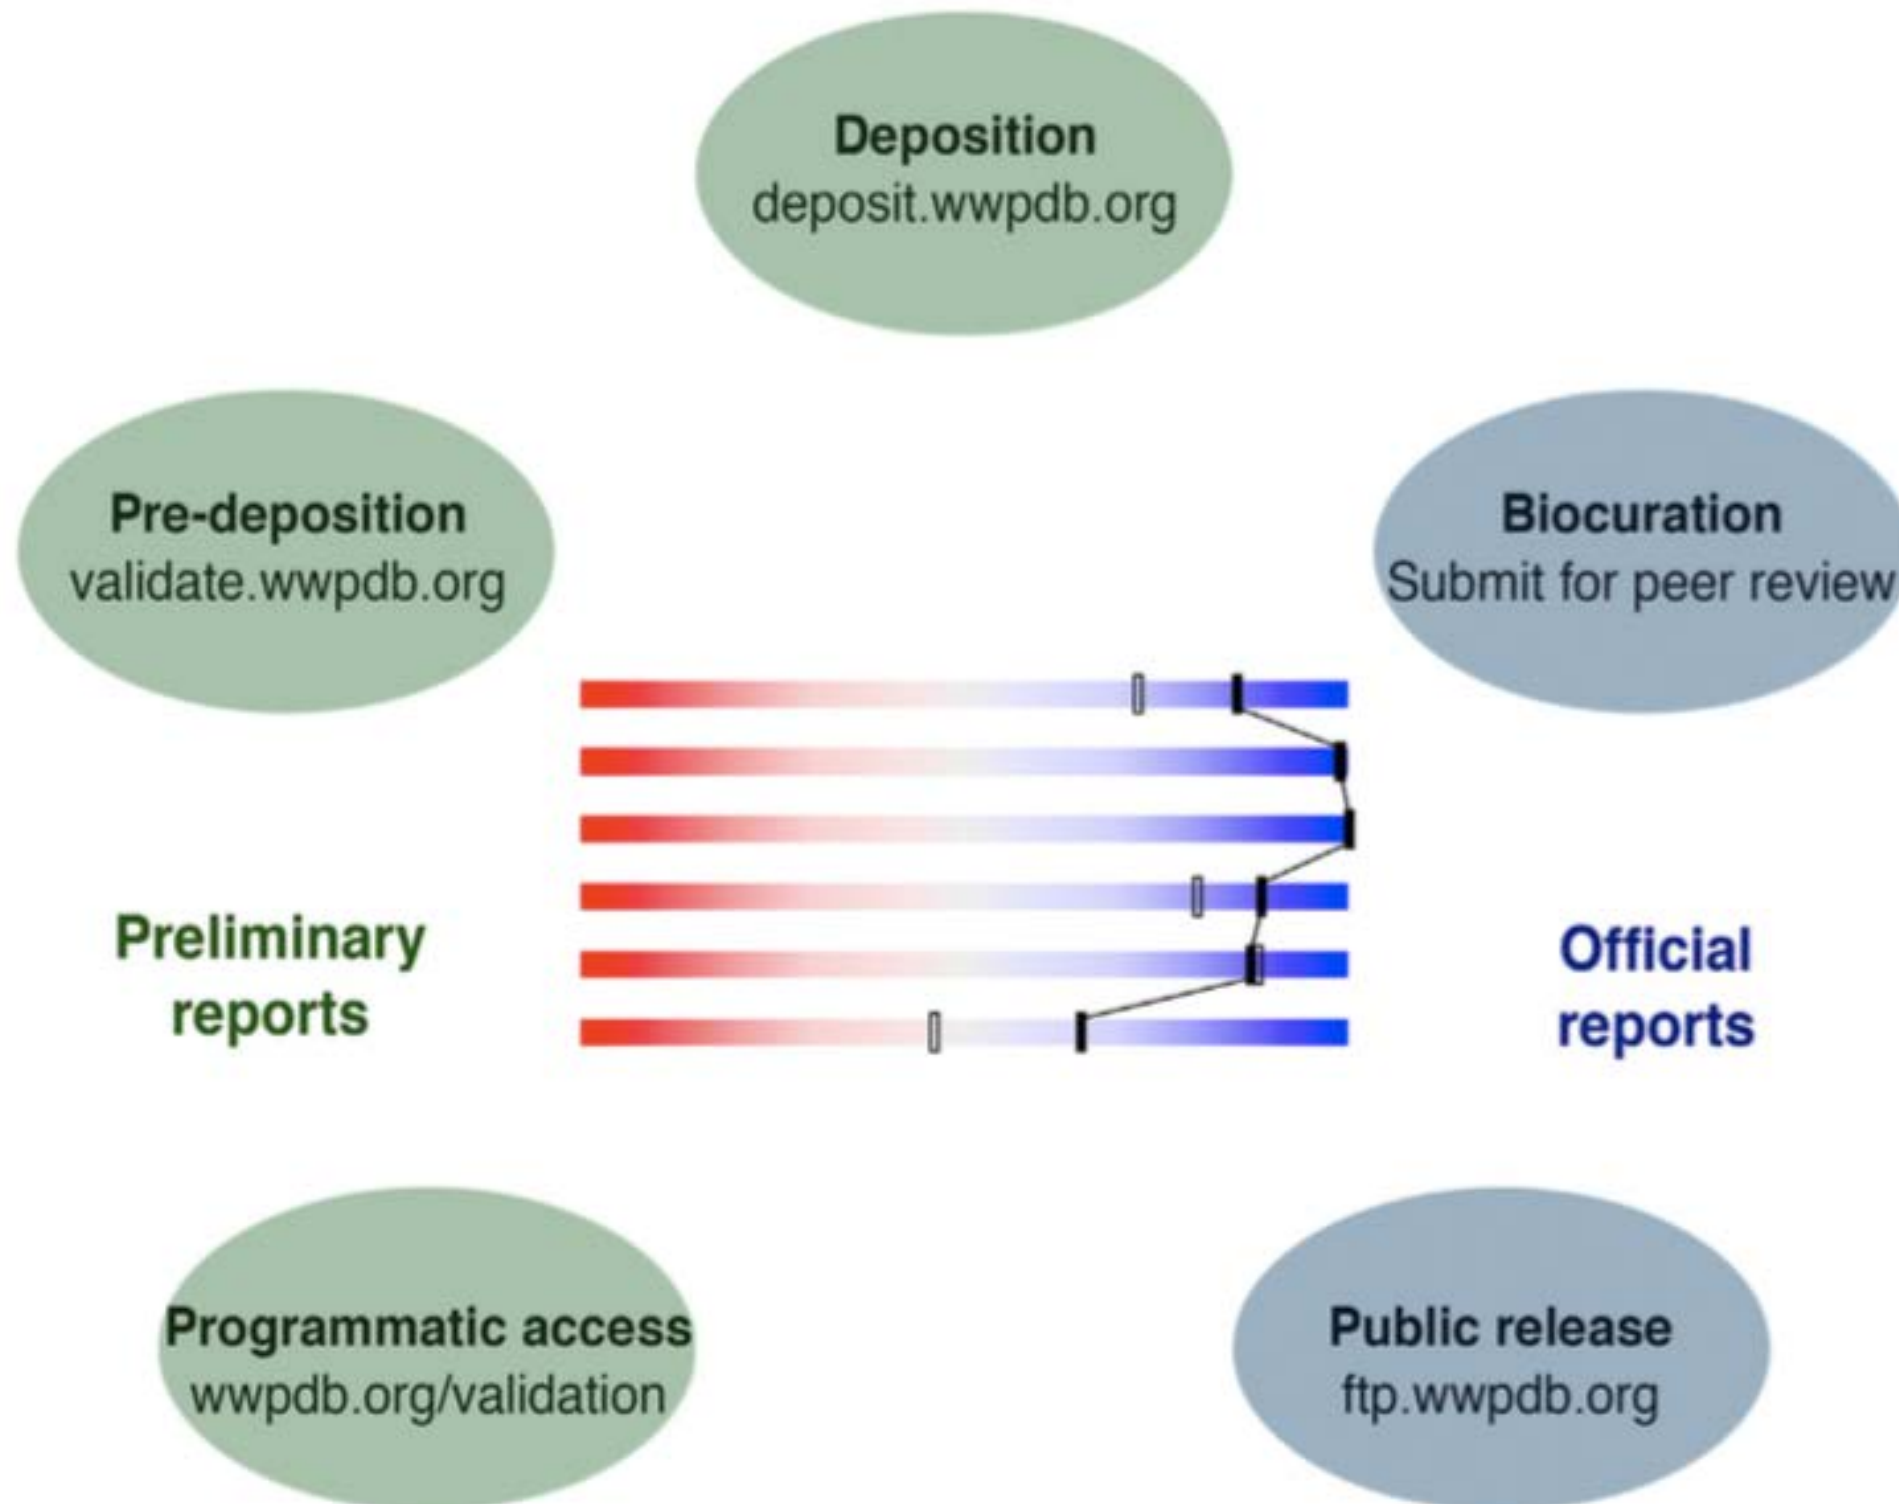 Deposition
deposit.wwpdb.org
Pre-deposition
validate.wwpdb.org
Biocuration
Submit for peer review
Preliminary
reports
Official
reports
Programmatic access
wwpdb.org/validation
Public release
ftp.wwpdb.org